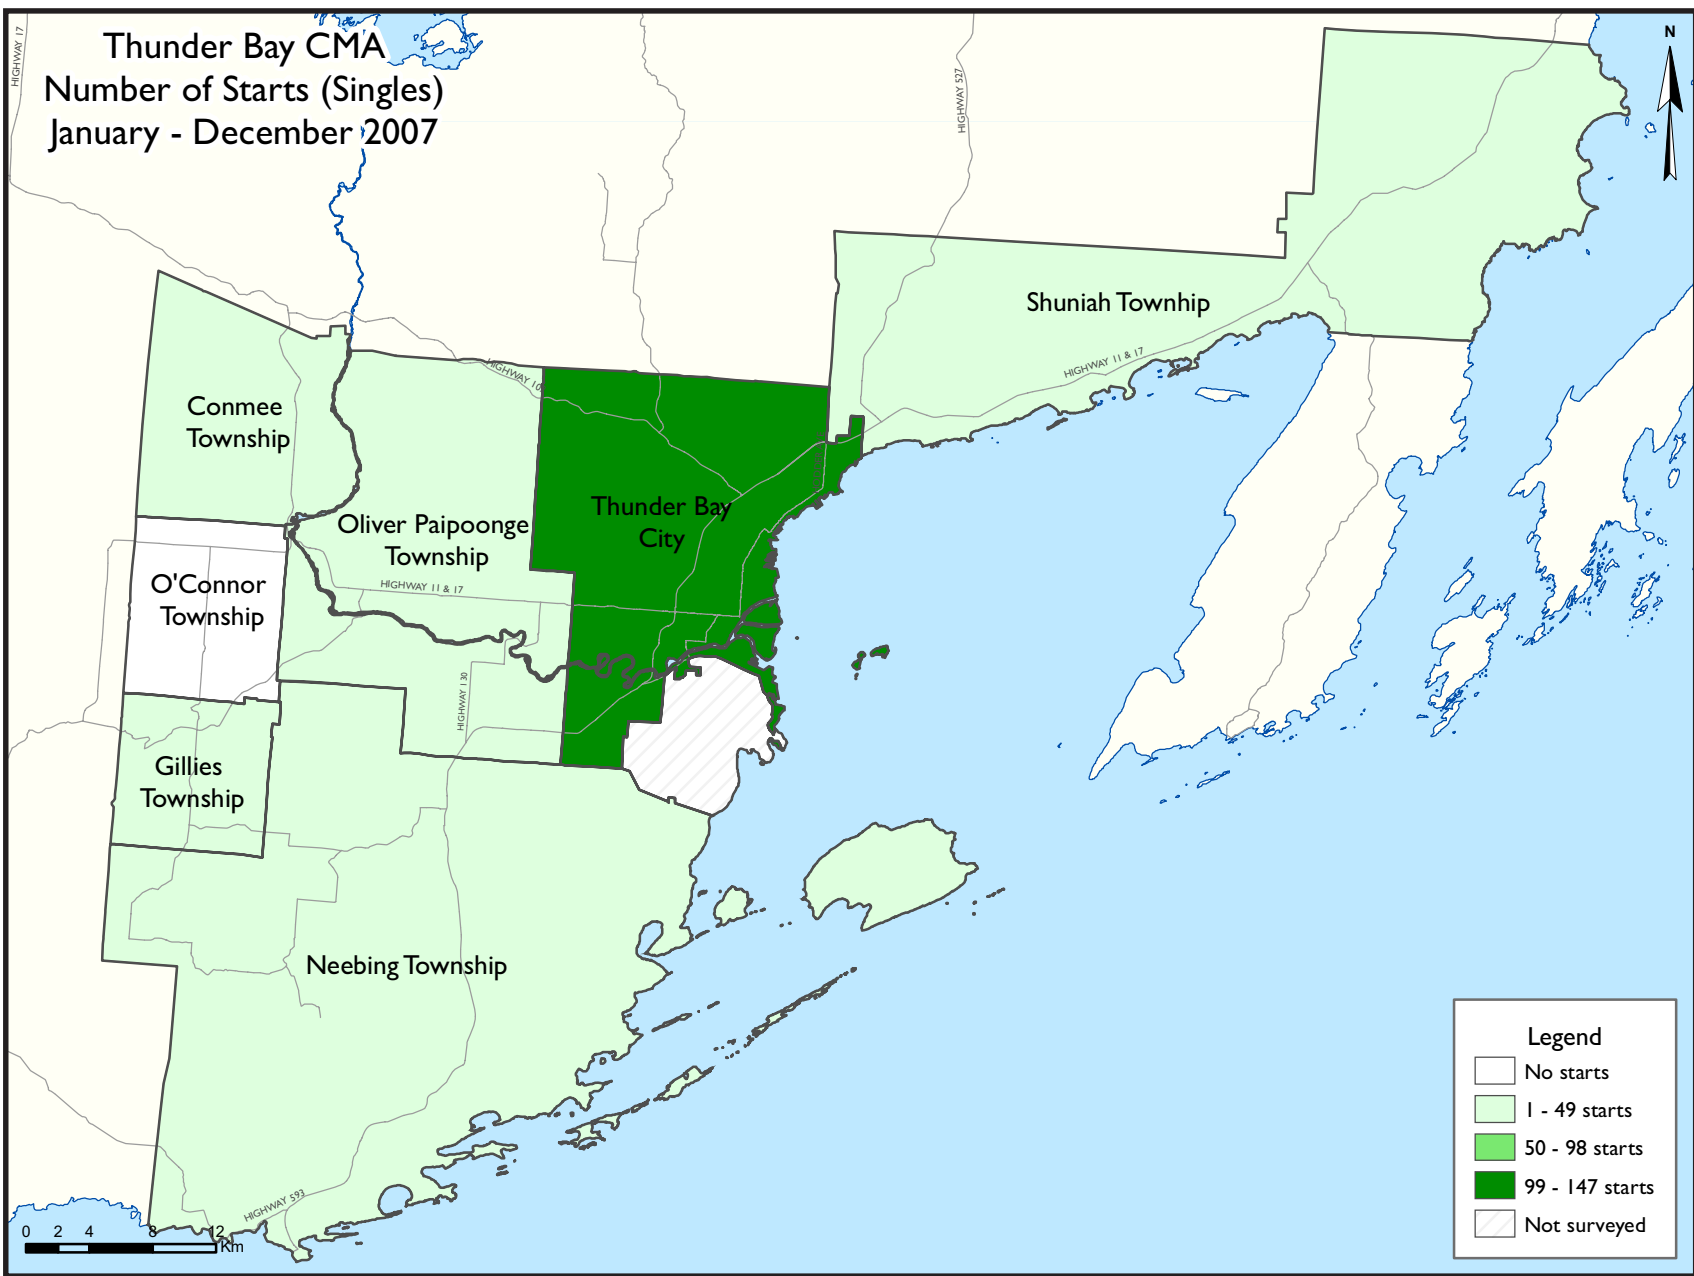 Thunder Bay CMA
Number of Starts (Singles)
January - December 2007
HIGHWAY 17
HIGHWAY 527
N
Shuniah Townhip
HIGHWAY 11 & 17
HIGHWAY 10
Conmee
Township
Oliver Paipoonge
Township
Thunder Bay
City
HIGHWAY 11 & 17
O'Connor
Township
HIGHWAY 130
Gillies
Township
Neebing Township
HIGHWAY 593
0 2 4 8 12
Km
Legend
No starts
1 - 49 starts
50 - 98 starts
99 - 147 starts
Not surveyed